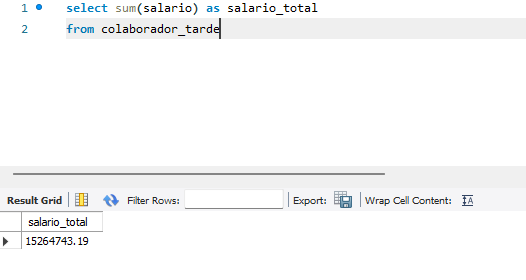 1 select sum(salario) as salario_total
2 from colaborador_tarde
Result Grid Filter Rows: Export: Wrap Cell Content: IA
salario_total
15264743.19